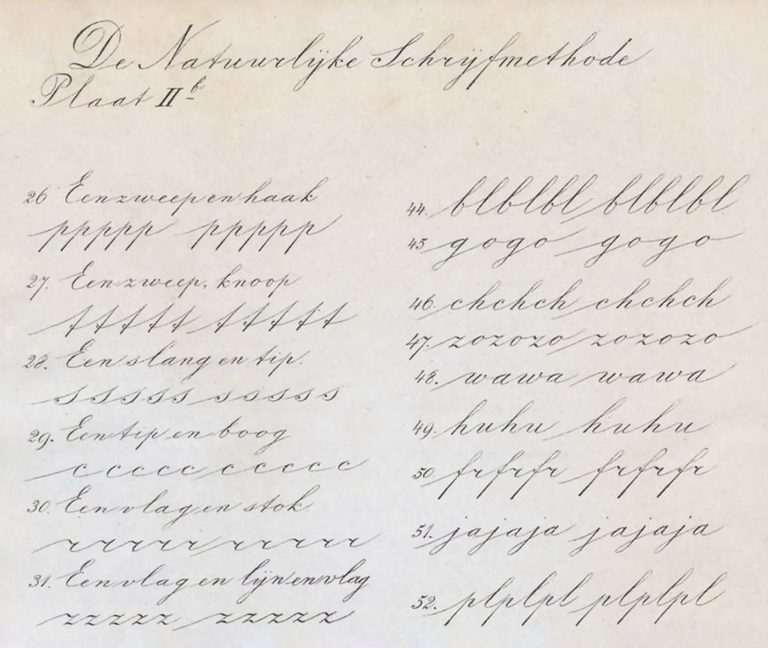 De Natuurlijke Schrijfmethode
Plaat II b
26 Een zweep en haak
ppppp ppppp
27. Een zweep, knoop
ttttt ttttt
28. Een slang en tip.
sssss sssss
29. Een tip en boog
ccccc ccccc
30. Een vlag en stok
rrrrr rrrrr
31. Een vlag en lijn en vlag
zzzzz zzzzz
44. blblbl blblbl
45 gogo gogo
46. chchch chchch
47. zozozo zozozo
48. wawa wawa
49. huhu huhu
50. frfrfr frfrfr
51. jajaja jajaja
52. plplpl plplpl